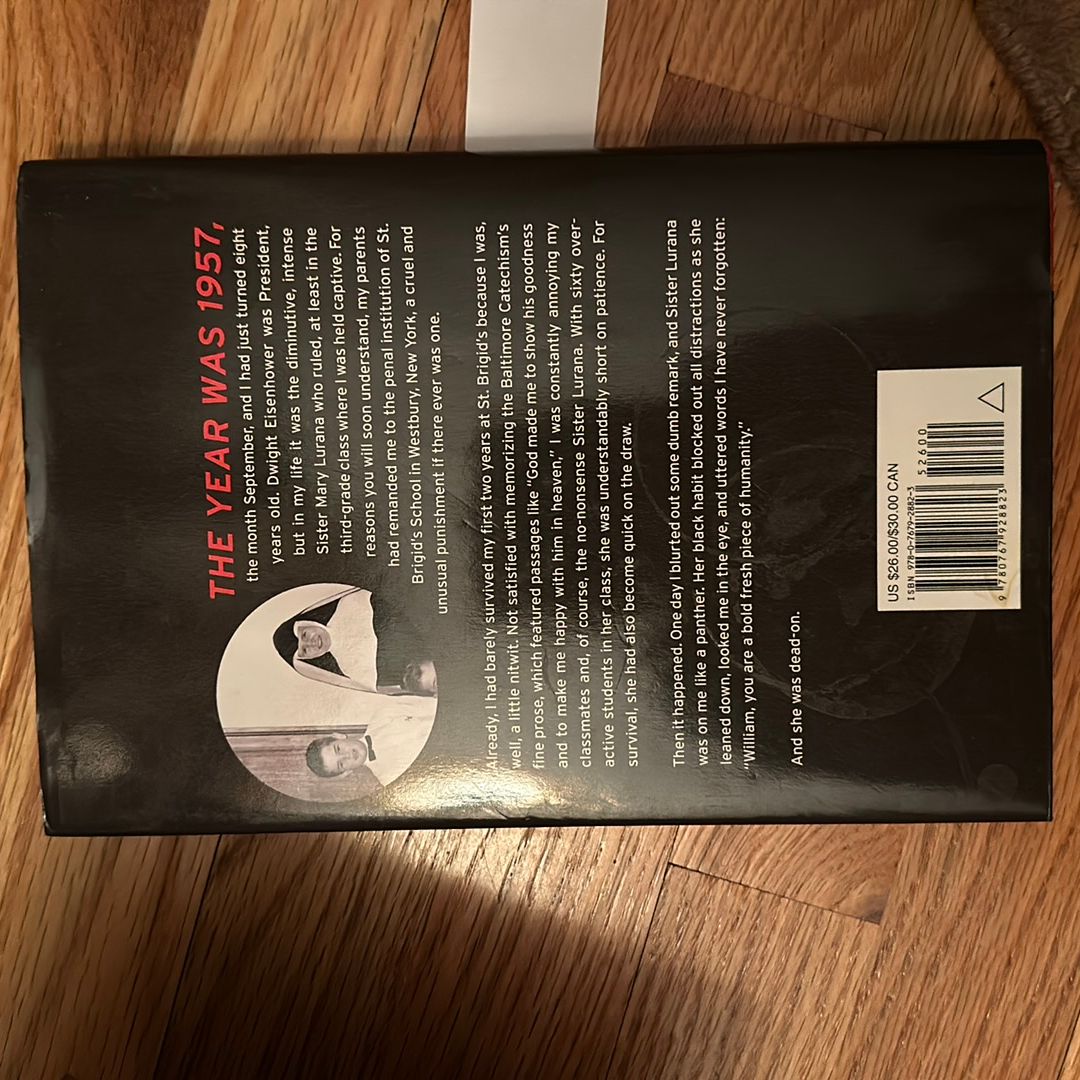 THE YEAR WAS 1957,
the month September, and I had just turned eight
years old. Dwight Eisenhower was President,
but in my life it was the diminutive, intense
Sister Mary Lurana who ruled, at least in the
third-grade class where I was held captive. For
reasons you will soon understand, my parents
had remanded me to the penal institution of St.
Brigid's School in Westbury, New York, a cruel and
unusual punishment if there ever was one.
Already, I had barely survived my first two years at St. Brigid's because I was,
well, a little nitwit. Not satisfied with memorizing the Baltimore Catechism's
fine prose, which featured passages like "God made me to show his goodness
and to make me happy with him in heaven," I was constantly annoying my
classmates and, of course, the no-nonsense Sister Lurana. With sixty over-
active students in her class, she was understandably short on patience. For
survival, she had also become quick on the draw.
Then it happened. One day I blurted out some dumb remark, and Sister Lurana
was on me like a panther. Her black habit blocked out all distractions as she
leaned down, looked me in the eye, and uttered words I have never forgotten:
"William, you are a bold fresh piece of humanity."
And she was dead-on.
US $26.00/$30.00 CAN
ISBN 978-0-7679-2882-3
52600
9 780767 928823